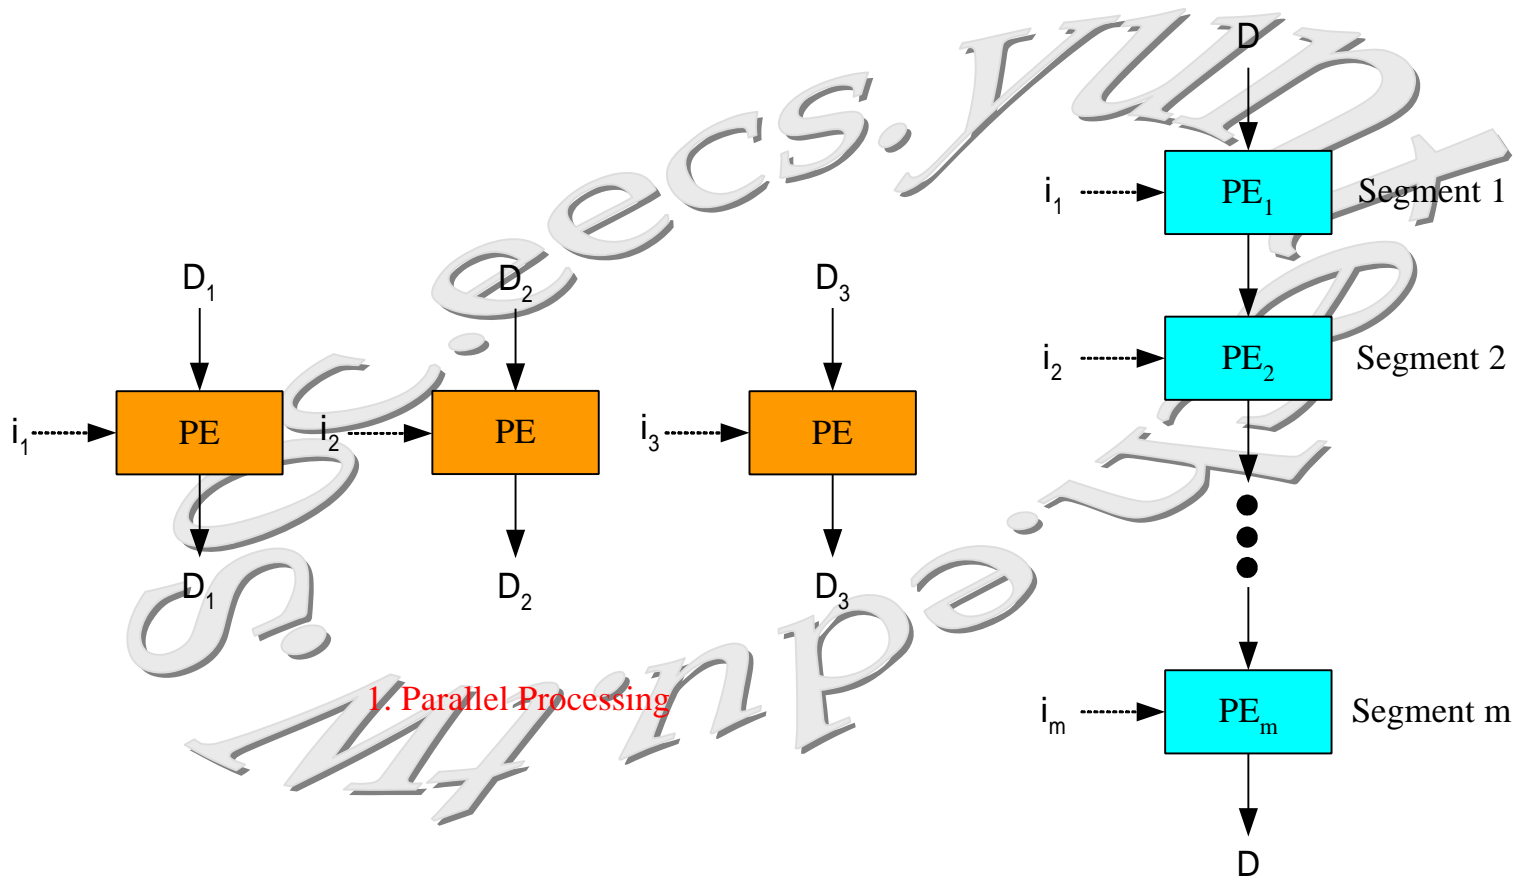 D
PE₁
i₁
Segment 1
D₁
D₂
D₃
PE₂
i₂
Segment 2
i₁
PE
i₂
PE
i₃
PE
D₁
D₂
D₃
1. Parallel Processing
iₘ
PEₘ
Segment m
D